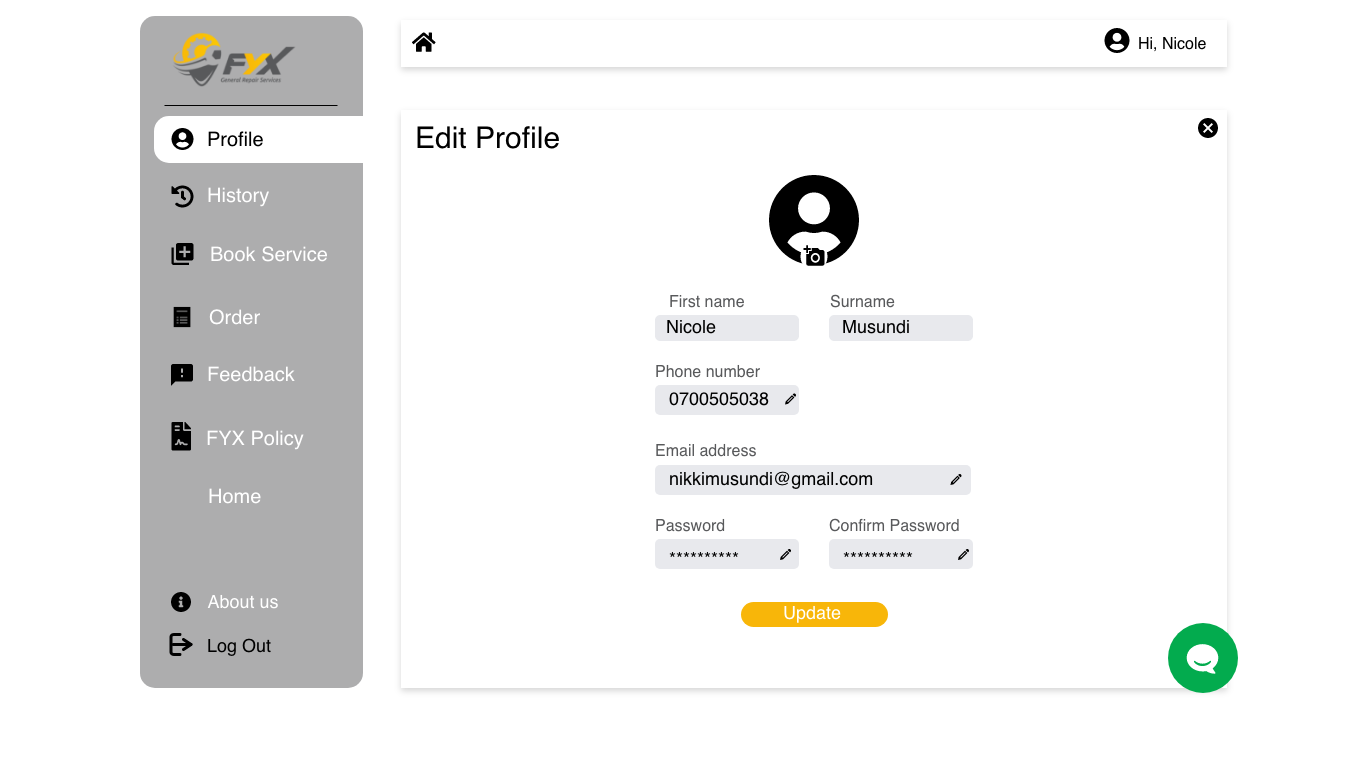 FYX
General Repair Services
Profile
History
Book Service
Order
Feedback
FYX Policy
Home
About us
Log Out
Hi, Nicole
Edit Profile
First name
Surname
Nicole
Musundi
Phone number
0700505038
Email address
nikkimusundi@gmail.com
Password
Confirm Password
**********
**********
Update